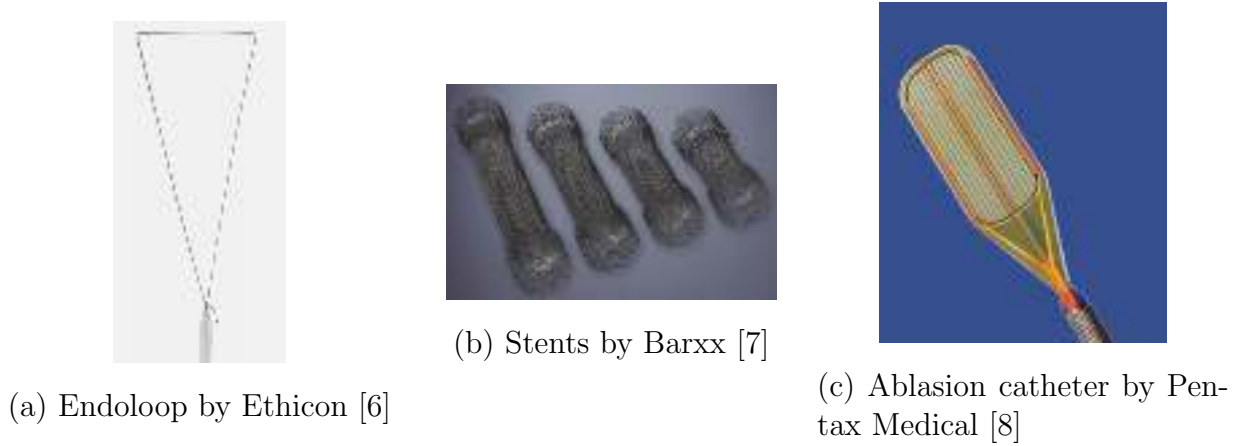 (a) Endoloop by Ethicon [6]
(b) Stents by Barxx [7]
(c) Ablasion catheter by Pen-
tax Medical [8]